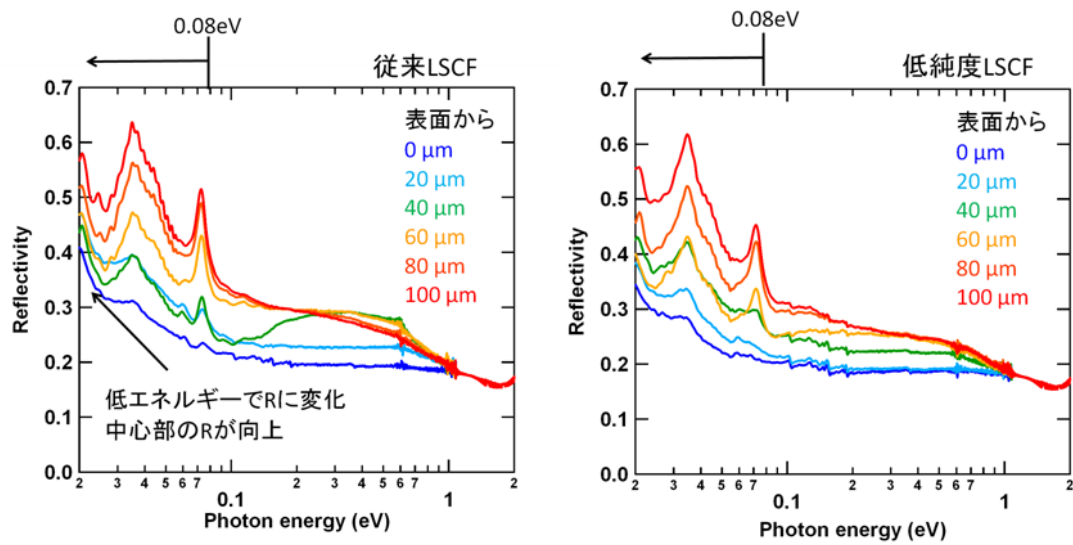 0.08eV
従来LSCF
0.7
0.6
0.5
0.4
0.3
0.2
0.1
0.0
Reflectivity
表面から
0 µm
20 µm
40 µm
60 µm
80 µm
100 µm
低エネルギーでRに変化
中心部のRが向上
2 3 4 5 6 7 0.1 2 3 4 5 6 7 1 2
Photon energy (eV)
0.08eV
低純度LSCF
0.7
0.6
0.5
0.4
0.3
0.2
0.1
0.0
Reflectivity
表面から
0 µm
20 µm
40 µm
60 µm
80 µm
100 µm
2 3 4 5 6 7 0.1 2 3 4 5 6 7 1 2
Photon energy (eV)